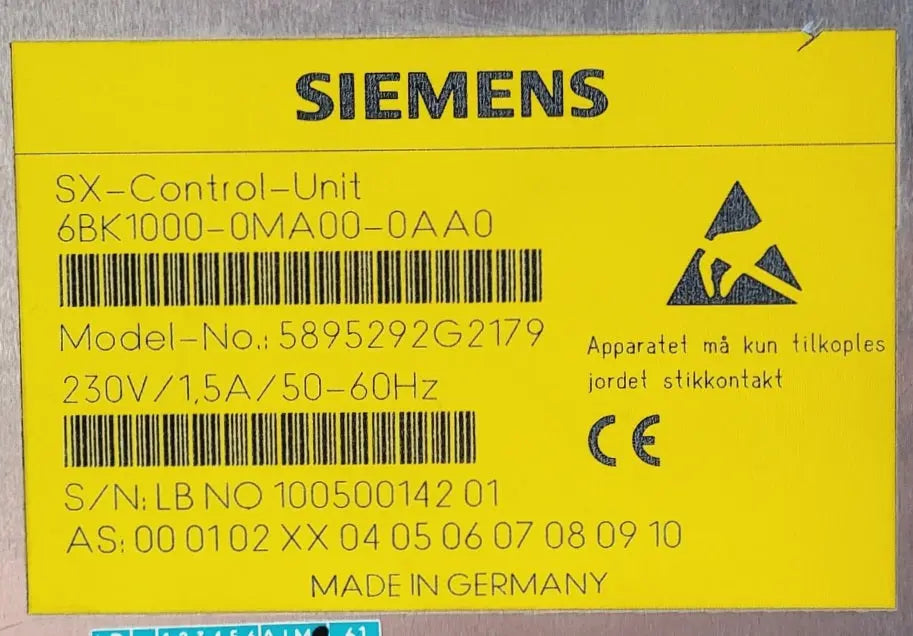 SIEMENS
SX-Control-Unit
6BK1000-0MA00-0AA0
Model-No.: 5895292G2179
230V/1,5A/50-60Hz
Apparatet må kun tilkoples
jordet stikkontakt
CE
S/N: LB NO 100500142 01
AS: 00 01 02 XX 04 05 06 07 08 09 10
MADE IN GERMANY